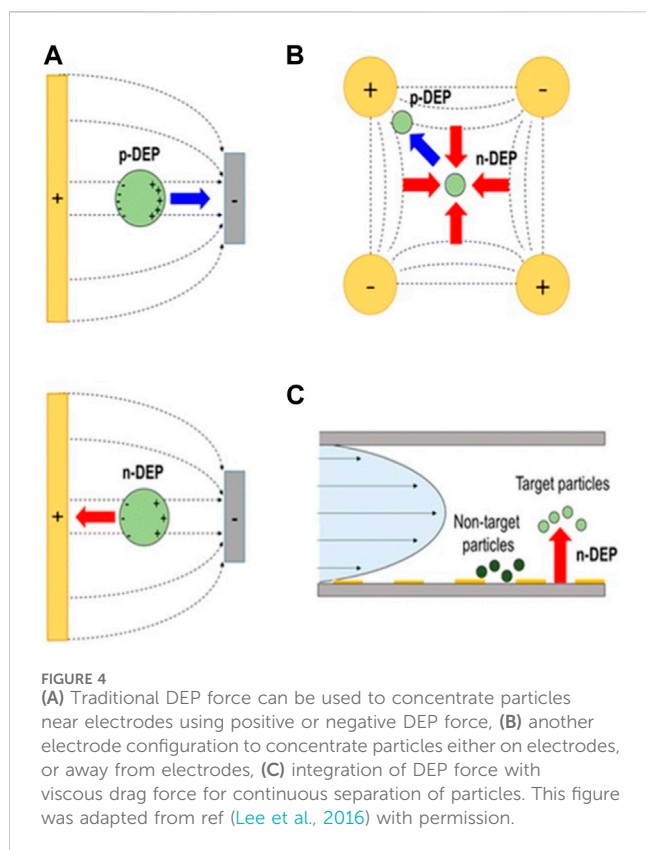 A
+
p-DEP
-
B
+
-
p-DEP
n-DEP
-
+
n-DEP
+
-
C
Target particles
Non-target
particles
n-DEP
FIGURE 4
(A) Traditional DEP force can be used to concentrate particles
near electrodes using positive or negative DEP force, (B) another
electrode configuration to concentrate particles either on electrodes,
or away from electrodes, (C) integration of DEP force with
viscous drag force for continuous separation of particles. This figure
was adapted from ref (Lee et al., 2016) with permission.